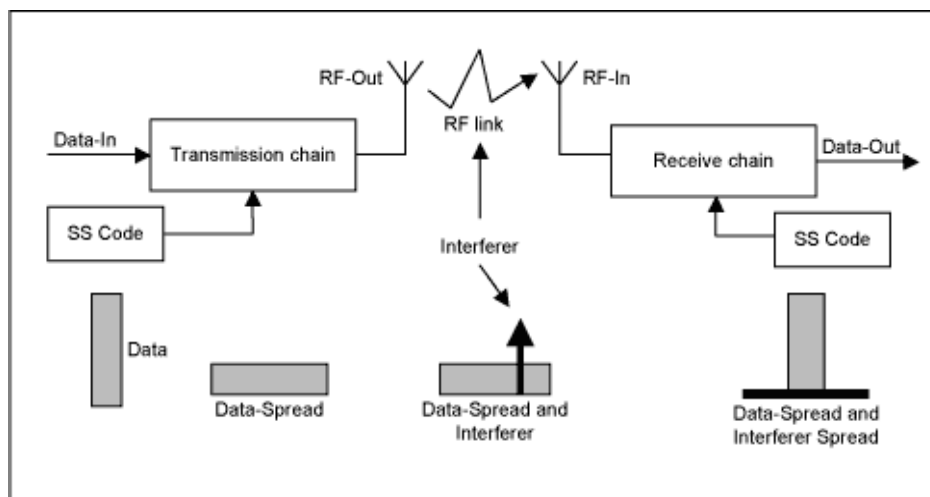 RF-Out
RF-In
RF link
Data-In
Transmission chain
Receive chain
Data-Out
SS Code
SS Code
Interferer
Data
Data-Spread
Data-Spread and
Interferer
Data-Spread and
Interferer Spread